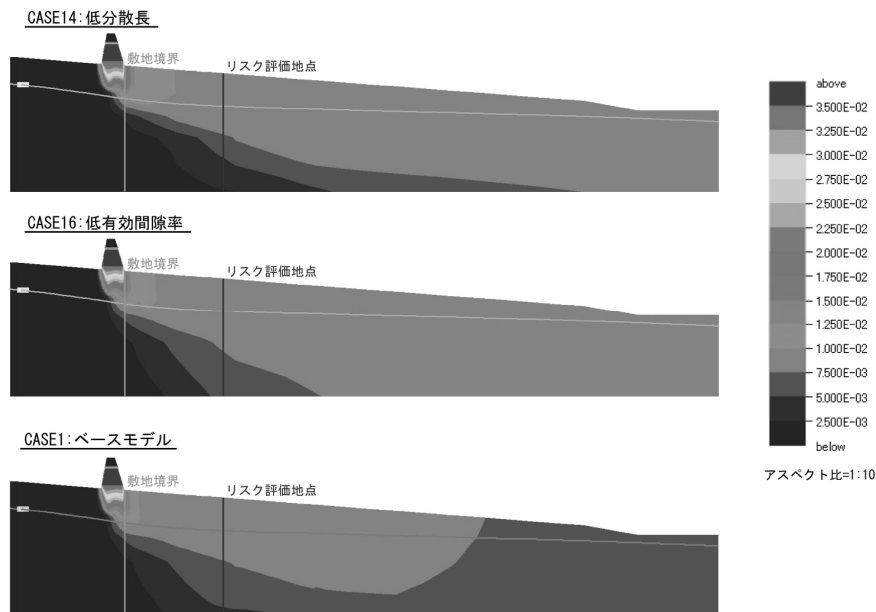 CASE14:低分散長
敷地境界
リスク評価地点
CASE16:低有効間隙率
敷地境界
リスク評価地点
CASE1:ベースモデル
敷地境界
リスク評価地点
above
3.500E-02
3.250E-02
3.000E-02
2.750E-02
2.500E-02
2.250E-02
2.000E-02
1.750E-02
1.500E-02
1.250E-02
1.000E-02
7.500E-03
5.000E-03
2.500E-03
below
アスペクト比=1:10